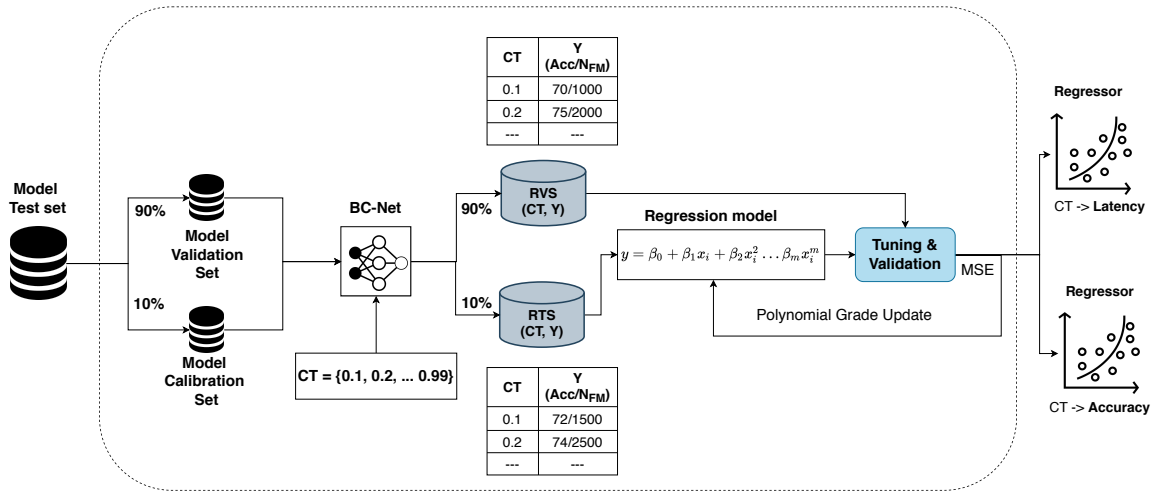 Model
Test set
90%
10%
Model
Validation
Set
Model
Calibration
Set
BC-Net
CT = {0.1, 0.2, ... 0.99}
90%
10%
CT
Y
(Acc/N_FM)
0.1
70/1000
0.2
75/2000
---
---
RVS
(CT, Y)
RTS
(CT, Y)
CT
Y
(Acc/N_FM)
0.1
72/1500
0.2
74/2500
---
---
Regression model
y = β₀ + β₁xᵢ + β₂xᵢ² … βₘxᵢᵐ
Tuning &
Validation
MSE
Polynomial Grade Update
Regressor
CT -> Latency
Regressor
CT -> Accuracy